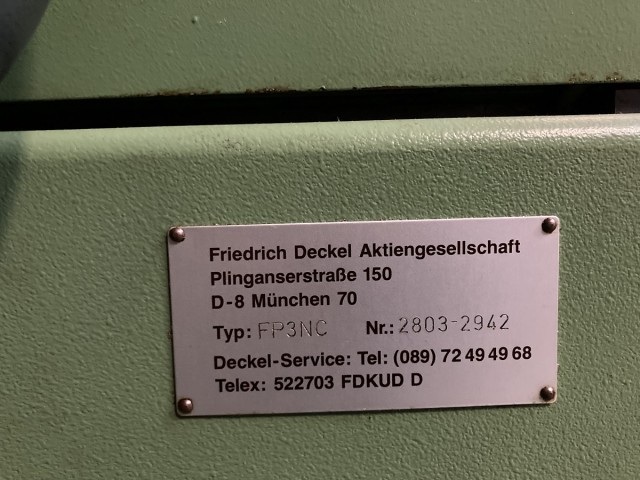 Friedrich Deckel Aktiengesellschaft
Plinganserstraße 150
D-8 München 70
Typ: FP3NC Nr.: 2803-2942
Deckel-Service: Tel: (089) 72 49 49 68
Telex: 522703 FDKUD D